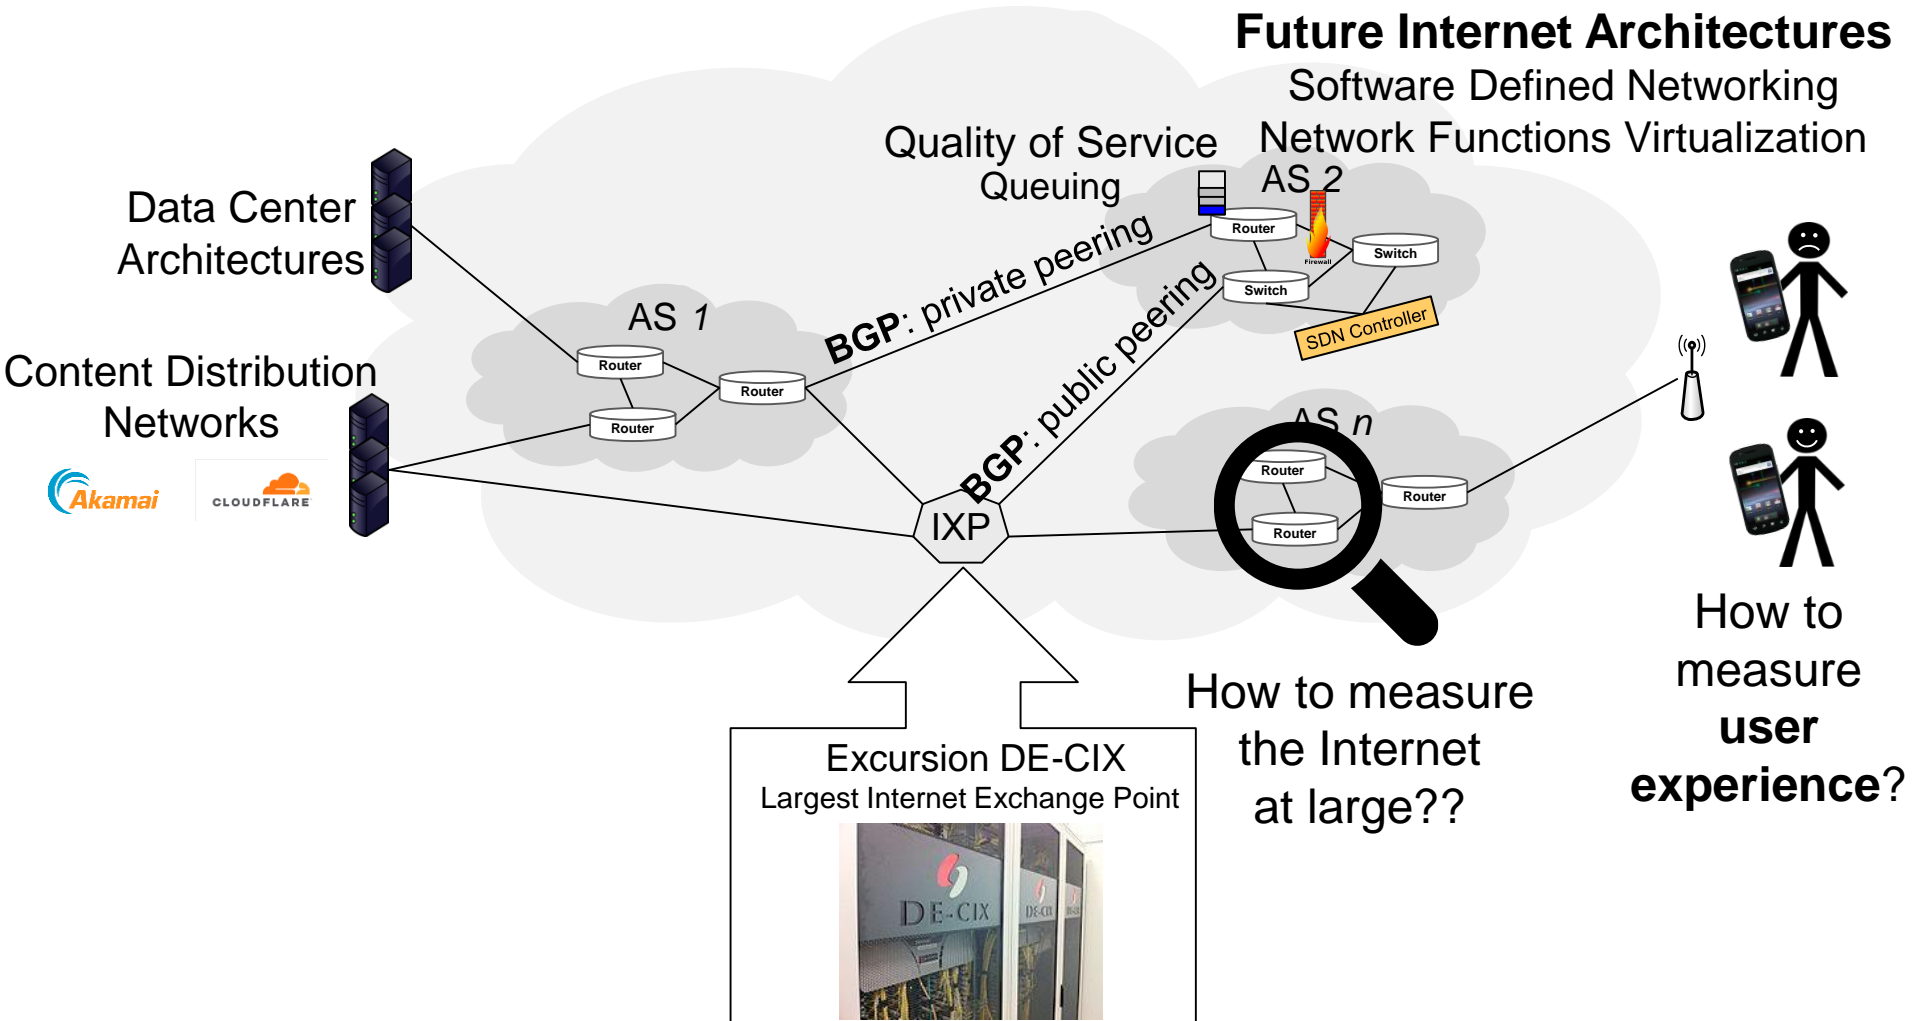 Future Internet Architectures
Software Defined Networking
Network Functions Virtualization
Quality of Service
Queuing
AS 2
Router
Firewall
Switch
Switch
SDN Controller
Data Center
Architectures
AS 1
Router
Router
Router
BGP: private peering
BGP: public peering
Content Distribution
Networks
Akamai
CLOUDFLARE
IXP
AS n
Router
Router
Router
How to
measure
user
experience?
How to measure
the Internet
at large??
Excursion DE-CIX
Largest Internet Exchange Point
DE-CIX
DE-CIX